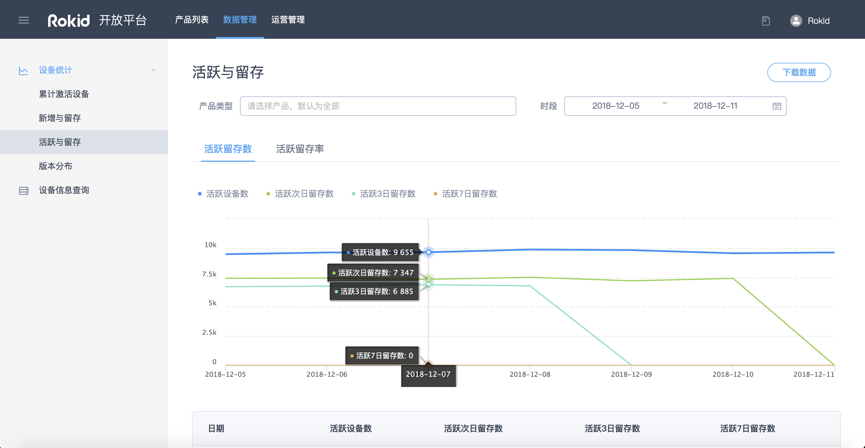 Rokid 开放平台
产品列表 数据管理 运营管理
Rokid
设备统计
累计激活设备
新增与留存
活跃与留存
版本分布
设备信息查询
活跃与留存
下载数据
产品类型 请选择产品，默认为全部
时段 2018-12-05 ~ 2018-12-11
活跃留存数 活跃留存率
活跃设备数 活跃次日留存数 活跃3日留存数 活跃7日留存数
10k
7.5k
5k
2.5k
0
活跃设备数: 9 655
活跃次日留存数: 7 347
活跃3日留存数: 6 885
活跃7日留存数: 0
2018-12-05 2018-12-06 2018-12-07 2018-12-08 2018-12-09 2018-12-10 2018-12-11
日期 活跃设备数 活跃次日留存数 活跃3日留存数 活跃7日留存数